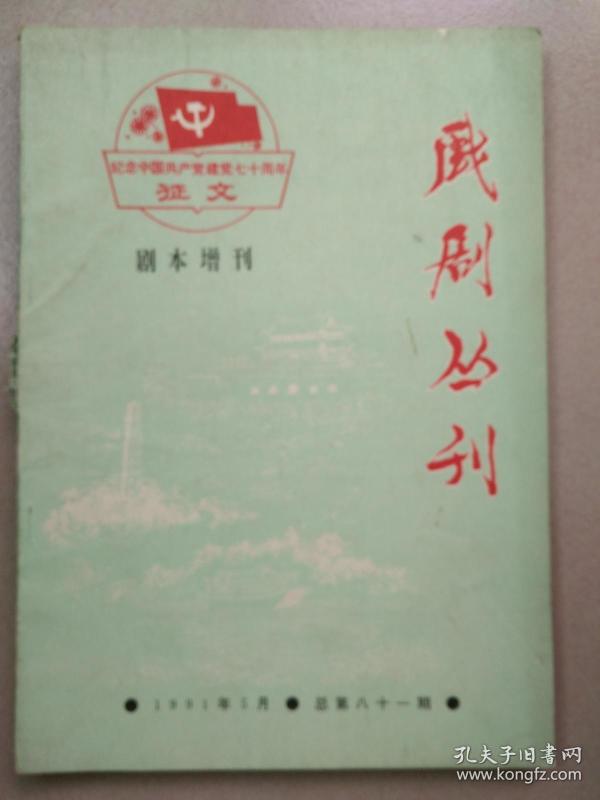 纪念中国共产党建党七十周年
征文
剧本增刊
戏剧丛刊
●1991年5月●总第八十一期●
孔夫子旧书网
www.kongfz.com